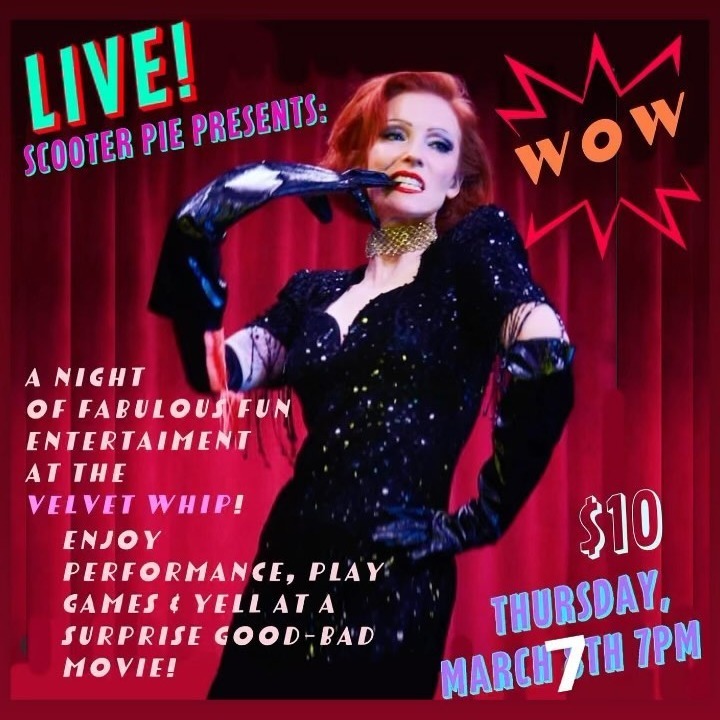 LIVE!
SCOOTER PIE PRESENTS:
WOW
A NIGHT
OF FABULOUS FUN
ENTERTAIMENT
AT THE
VELVET WHIP!
ENJOY
PERFORMANCE, PLAY
GAMES & YELL AT A
SURPRISE GOOD-BAD
MOVIE!
$10
THURSDAY,
MARCH 7TH 7PM